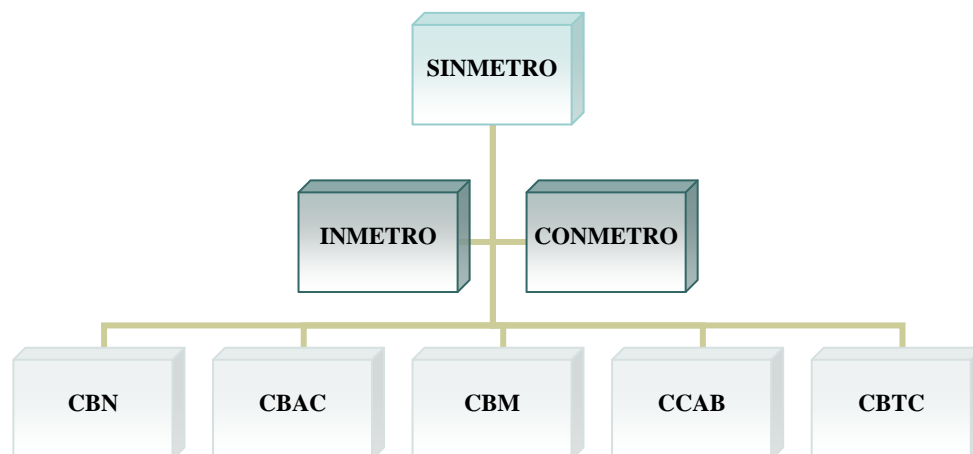 SINMETRO
INMETRO
CONMETRO
CBN
CBAC
CBM
CCAB
CBTC